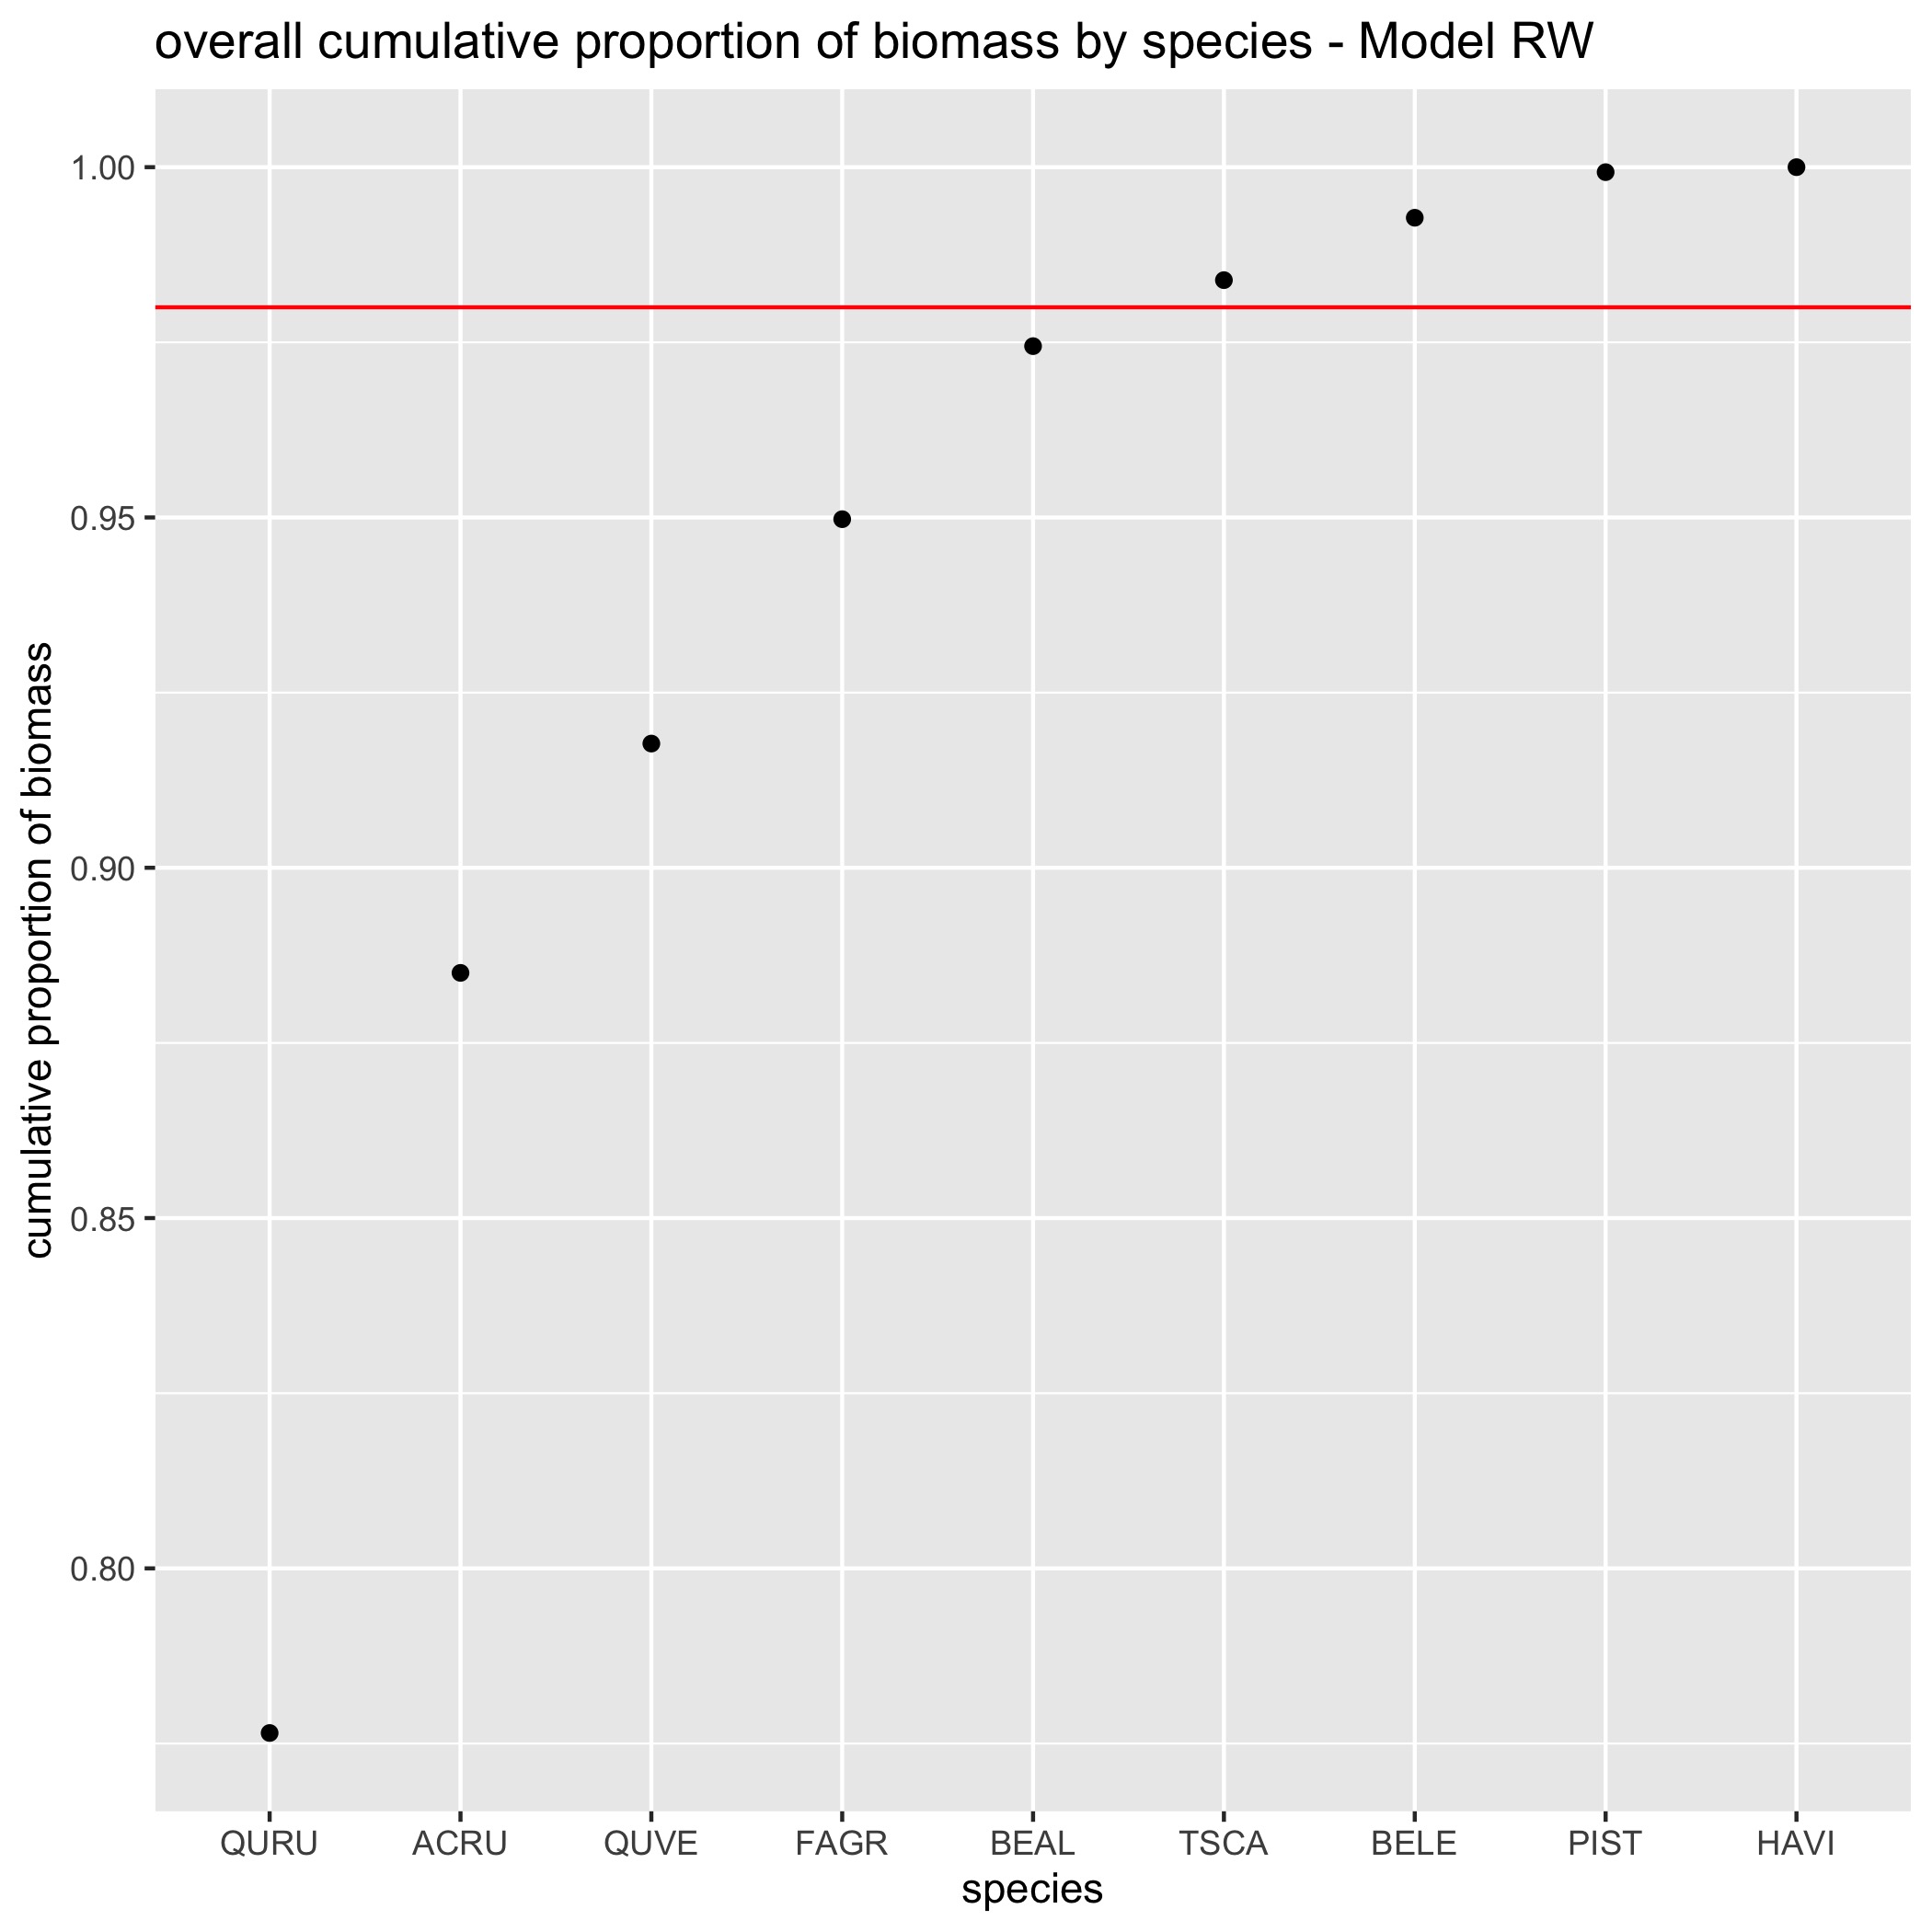 overall cumulative proportion of biomass by species - Model RW
cumulative proportion of biomass
1.00
0.95
0.90
0.85
0.80
QURU ACRU QUVE FAGR BEAL TSCA BELE PIST HAVI
species